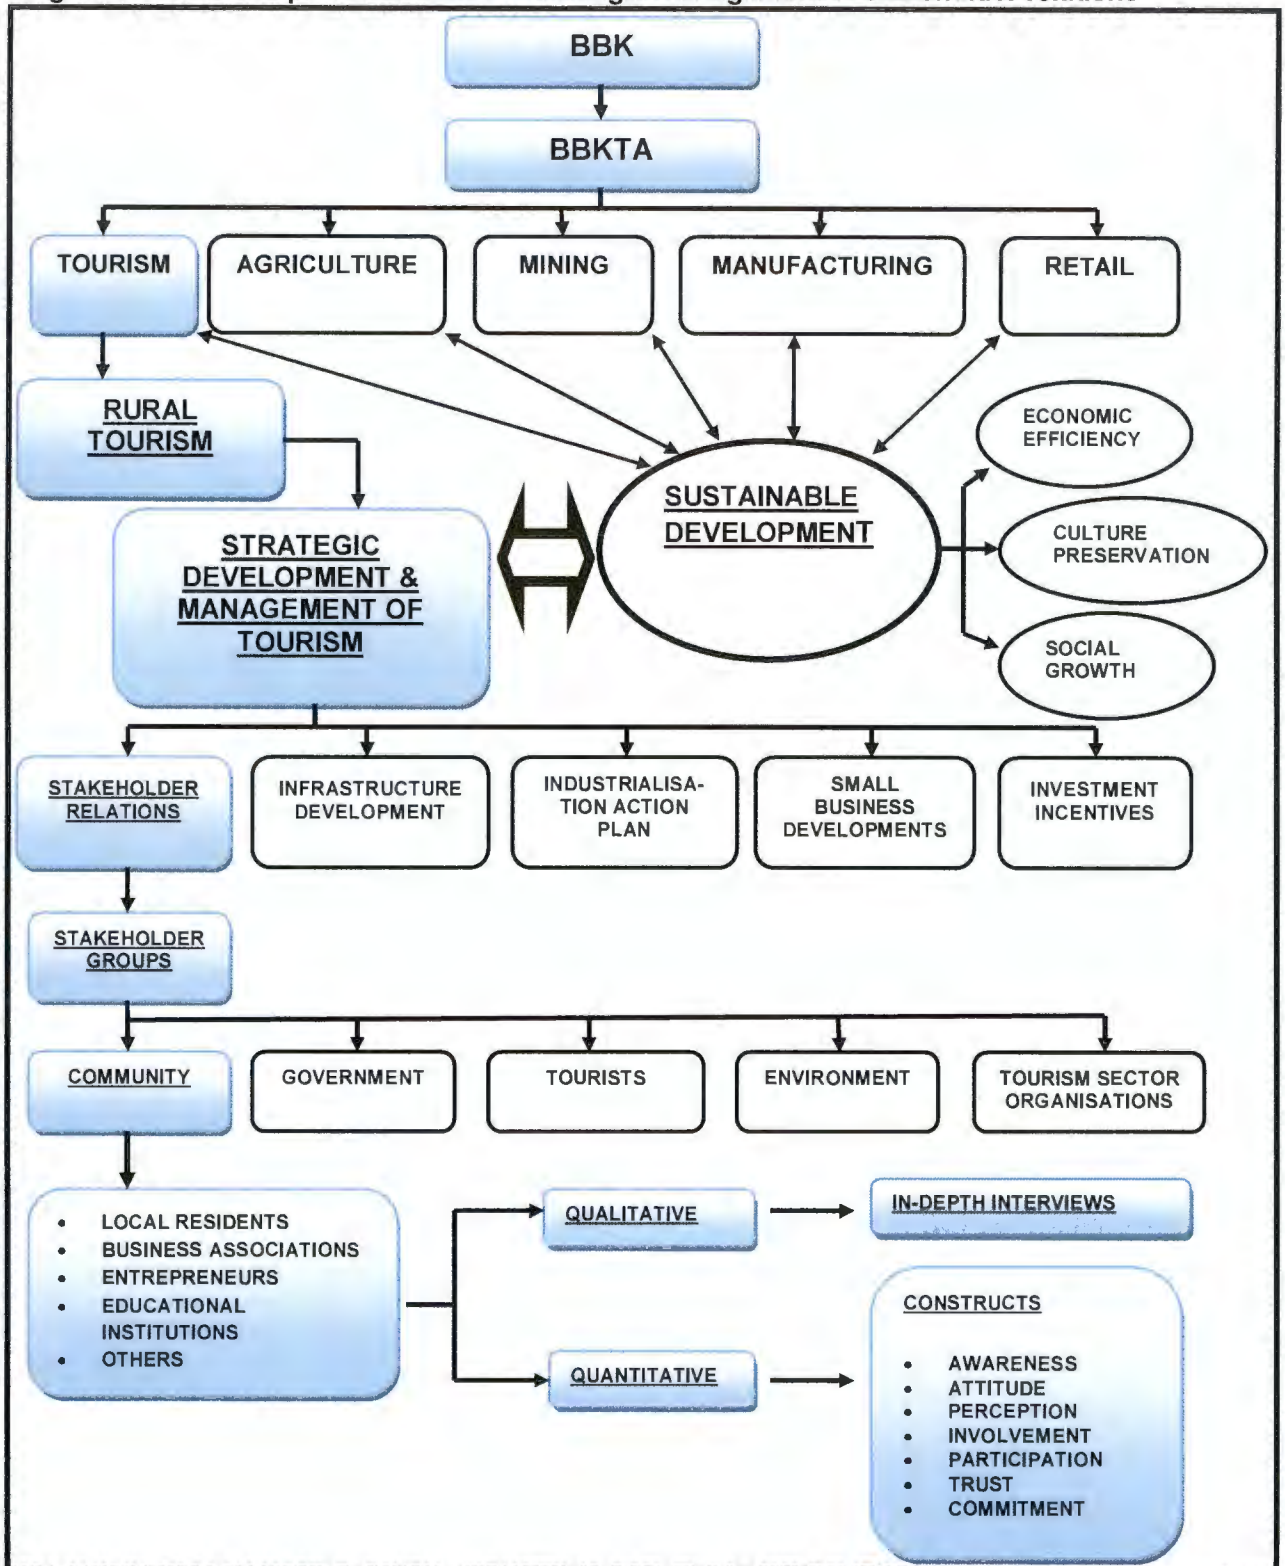 BBK
BBKTA
TOURISM
AGRICULTURE
MINING
MANUFACTURING
RETAIL
RURAL
TOURISM
ECONOMIC
EFFICIENCY
SUSTAINABLE
DEVELOPMENT
CULTURE
PRESERVATION
STRATEGIC
DEVELOPMENT &
MANAGEMENT OF
TOURISM
SOCIAL
GROWTH
STAKEHOLDER
RELATIONS
INFRASTRUCTURE
DEVELOPMENT
INDUSTRIALISA-
TION ACTION
PLAN
SMALL
BUSINESS
DEVELOPMENTS
INVESTMENT
INCENTIVES
STAKEHOLDER
GROUPS
COMMUNITY
GOVERNMENT
TOURISTS
ENVIRONMENT
TOURISM SECTOR
ORGANISATIONS
• LOCAL RESIDENTS
• BUSINESS ASSOCIATIONS
• ENTREPRENEURS
• EDUCATIONAL
INSTITUTIONS
• OTHERS
QUALITATIVE
IN-DEPTH INTERVIEWS
QUANTITATIVE
CONSTRUCTS
• AWARENESS
• ATTITUDE
• PERCEPTION
• INVOLVEMENT
• PARTICIPATION
• TRUST
• COMMITMENT